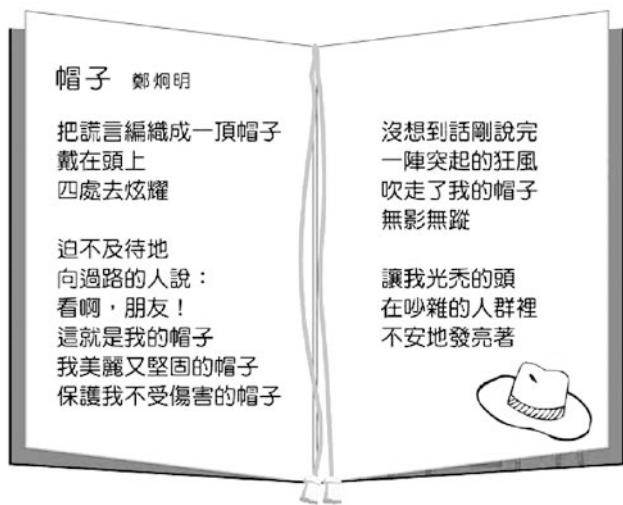 帽子 鄭烱明
把謊言編織成一頂帽子
戴在頭上
四處去炫耀
迫不及待地
向過路的人說：
看啊，朋友！
這就是我的帽子
我美麗又堅固的帽子
保護我不受傷害的帽子
沒想到話剛說完
一陣突起的狂風
吹走了我的帽子
無影無蹤
讓我光禿的頭
在吵雜的人群裡
不安地發亮著